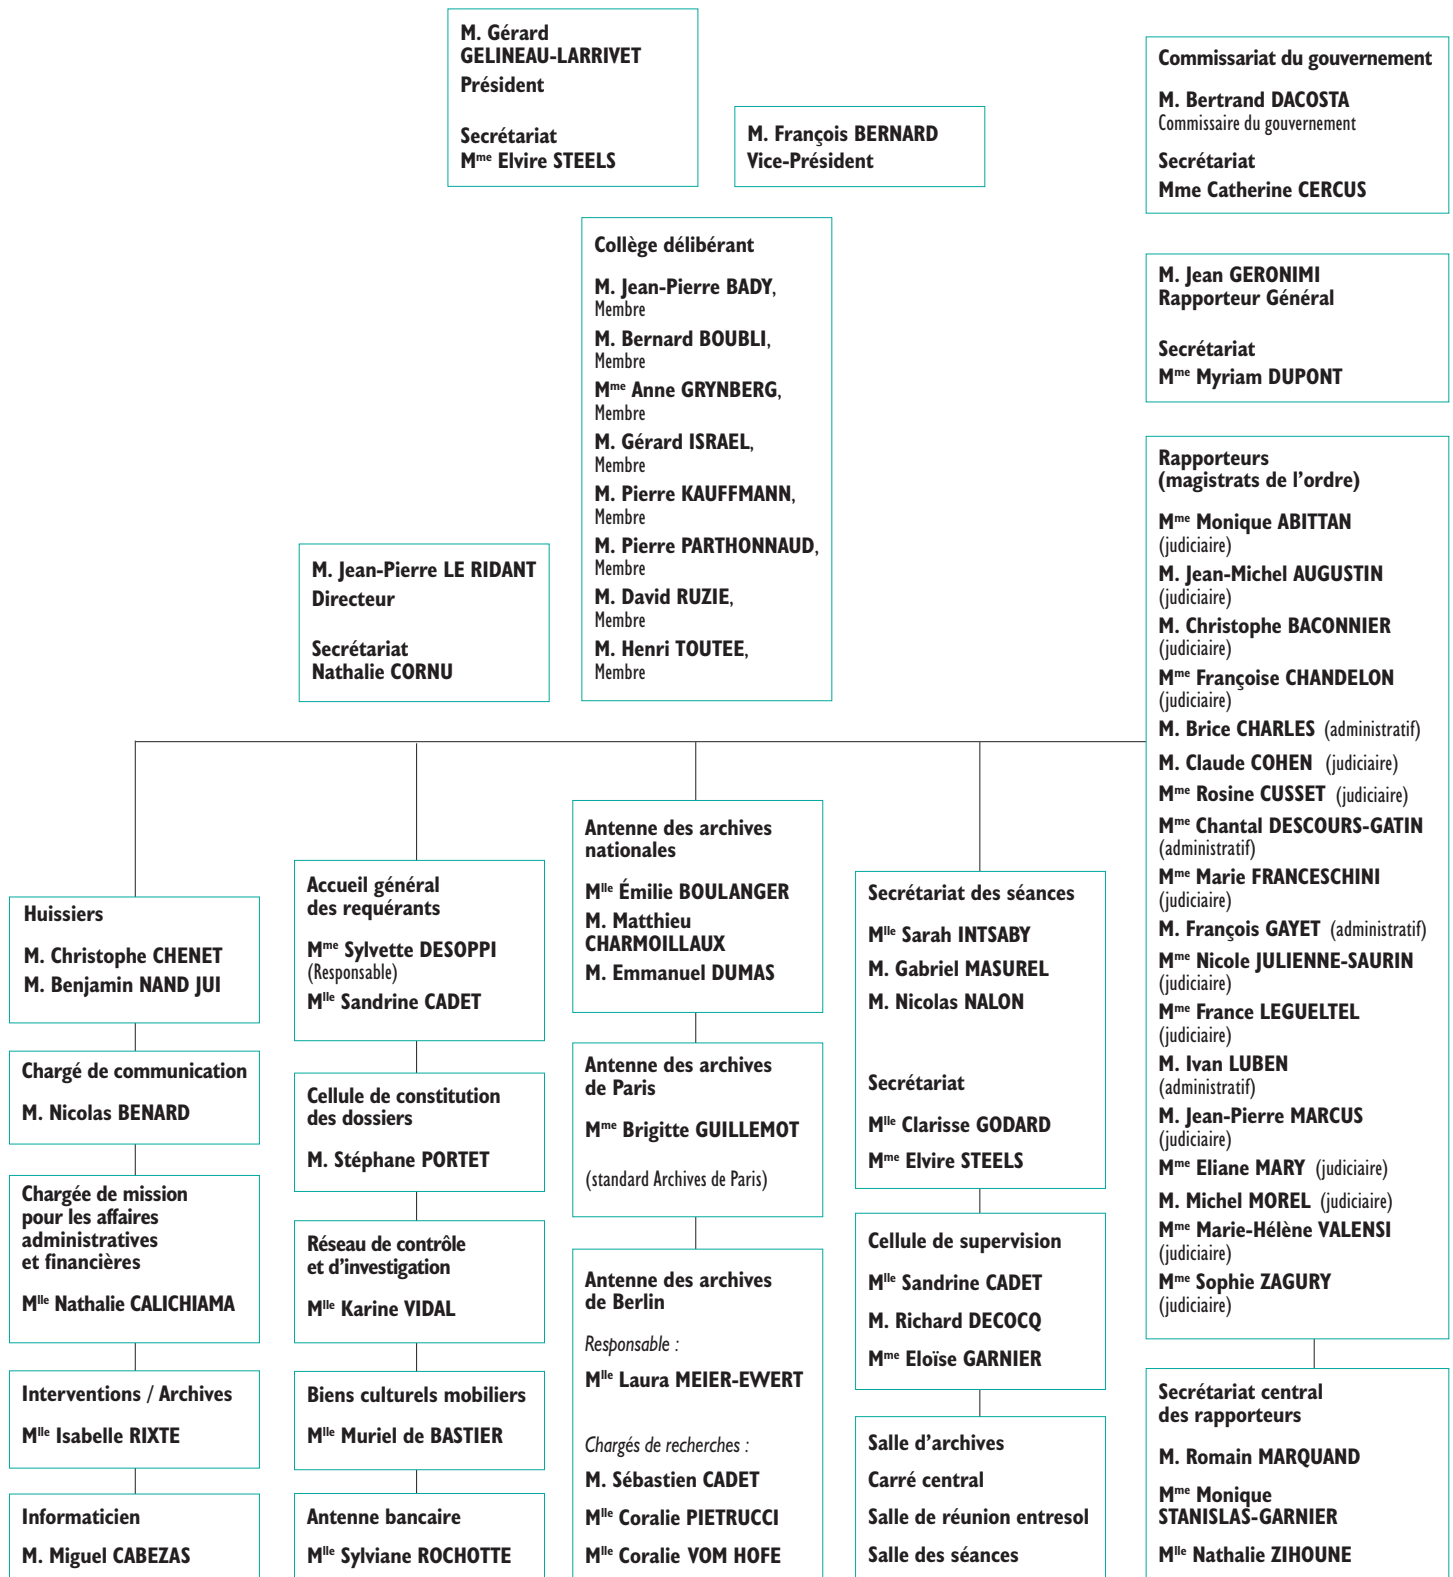 M. Gérard
GELINEAU-LARRIVET
Président
Secrétariat
Mme Elvire STEELS
M. François BERNARD
Vice-Président
Commissariat du gouvernement
M. Bertrand DACOSTA
Commissaire du gouvernement
Secrétariat
Mme Catherine CERCUS
Collège délibérant
M. Jean-Pierre BADY,
Membre
M. Bernard BOUBLI,
Membre
Mme Anne GRYNBERG,
Membre
M. Gérard ISRAEL,
Membre
M. Pierre KAUFFMANN,
Membre
M. Pierre PARTHONNAUD,
Membre
M. David RUZIE,
Membre
M. Henri TOUTEE,
Membre
M. Jean GERONIMI
Rapporteur Général
Secrétariat
Mme Myriam DUPONT
M. Jean-Pierre LE RIDANT
Directeur
Secrétariat
Nathalie CORNU
Rapporteurs
(magistrats de l'ordre)
Mme Monique ABITTAN
(judiciaire)
M. Jean-Michel AUGUSTIN
(judiciaire)
M. Christophe BACONNIER
(judiciaire)
Mme Françoise CHANDELON
(judiciaire)
M. Brice CHARLES (administratif)
M. Claude COHEN (judiciaire)
Mme Rosine CUSSET (judiciaire)
Mme Chantal DESCOURS-GATIN
(administratif)
Mme Marie FRANCESCHINI
(judiciaire)
M. François GAYET (administratif)
Mme Nicole JULIENNE-SAURIN
(judiciaire)
Mme France LEGUELTEL
(judiciaire)
M. Ivan LUBEN
(administratif)
M. Jean-Pierre MARCUS
(judiciaire)
Mme Eliane MARY (judiciaire)
M. Michel MOREL (judiciaire)
Mme Marie-Hélène VALENSI
(judiciaire)
Mme Sophie ZAGURY
(judiciaire)
Huissiers
M. Christophe CHENET
M. Benjamin NAND JUI
Chargé de communication
M. Nicolas BENARD
Chargée de mission
pour les affaires
administratives
et financières
Mlle Nathalie CALICHIAMA
Interventions / Archives
Mlle Isabelle RIXTE
Informaticien
M. Miguel CABEZAS
Accueil général
des requérants
Mme Sylvette DESOPPI
(Responsable)
Mlle Sandrine CADET
Cellule de constitution
des dossiers
M. Stéphane PORTET
Réseau de contrôle
et d'investigation
Mlle Karine VIDAL
Biens culturels mobiliers
Mlle Muriel de BASTIER
Antenne bancaire
Mlle Sylviane ROCHOTTE
Antenne des archives
nationales
Mlle Émilie BOULANGER
M. Matthieu
CHARMOILLAUX
M. Emmanuel DUMAS
Antenne des archives
de Paris
Mme Brigitte GUILLEMOT
(standard Archives de Paris)
Antenne des archives
de Berlin
Responsable :
Mlle Laura MEIER-EWERT
Chargés de recherches :
M. Sébastien CADET
Mlle Coralie PIETRUCCI
Mlle Coralie VOM HOFE
Secrétariat des séances
Mlle Sarah INTSABY
M. Gabriel MASUREL
M. Nicolas NALON
Secrétariat
Mlle Clarisse GODARD
Mme Elvire STEELS
Cellule de supervision
Mlle Sandrine CADET
M. Richard DECOCQ
Mme Eloïse GARNIER
Salle d'archives
Carré central
Salle de réunion entresol
Salle des séances
Secrétariat central
des rapporteurs
M. Romain MARQUAND
Mme Monique
STANISLAS-GARNIER
Mlle Nathalie ZIHOUNE